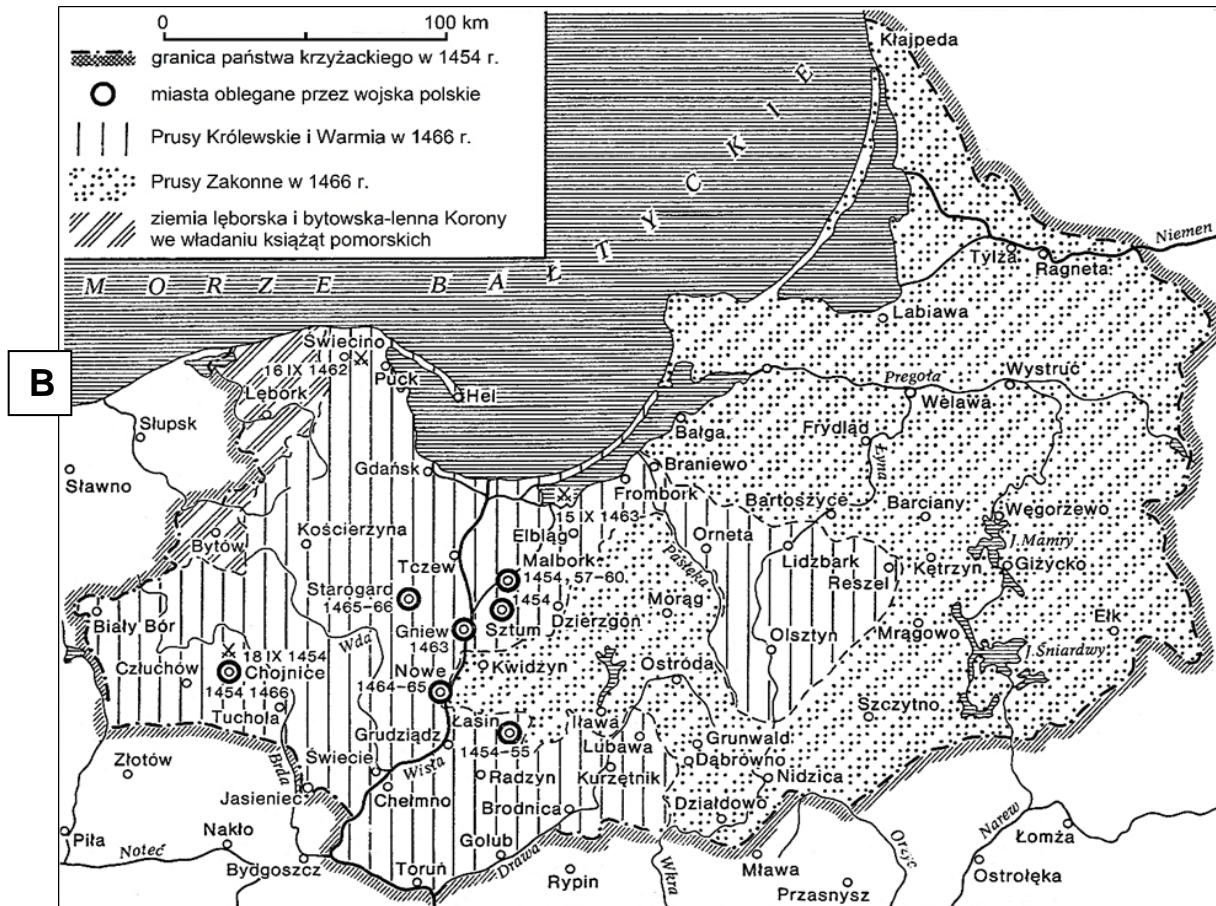 0 100 km
granica państwa krzyżackiego w 1454 r.
miasta oblegane przez wojska polskie
Prusy Królewskie i Warmia w 1466 r.
Prusy Zakonne w 1466 r.
ziemia lęborska i bytowska-lenna Korony
we władaniu książąt pomorskich
B
MORZE BAŁTYCKIE
Kłajpeda
Niemen
Tylża
Ragneta
Labiawa
Świecino
16 IX 1462
Puck
Hel
Lębork
Pregoła
Wystruć
Welawa
Słupsk
Bałga
Frydląd
Łyna
Gdańsk
Braniewo
Sławno
Frombork
Bartoszyce
Barciany
Węgorzewo
15 IX 1463
Kościerzyna
Elbląg
Orneta
J. Mamry
Bytów
Tczew
Malbork
1454, 57-60.
Pasłęka
Lidzbark
Reszel
Kętrzyn
Giżycko
Starogard
1465-66
1454
Sztum
Dzierzgoń
Morąg
Biały Bór
Wda
Gniew
1463
Olsztyn
Mrągowo
Ełk
Człuchów
18 IX 1454
Chojnice
1454 1466
Kwidzyn
Ostróda
J. Śniardwy
Nowe
1464-65
Tuchola
Łasin
1454-55
Iława
Szczytno
Grudziądz
Lubawa
Grunwald
Dąbrówno
Złotów
Brda
Świecie
Wisła
Radzyn
Kurzętnik
Nidzica
Jasieniec
Chełmno
Brodnica
Działdowo
Piła
Nakło
Golub
Narew
Łomża
Noteć
Bydgoszcz
Toruń
Drawa
Rypin
Wkra
Mława
Orzyc
Przasnysz
Ostrołęka